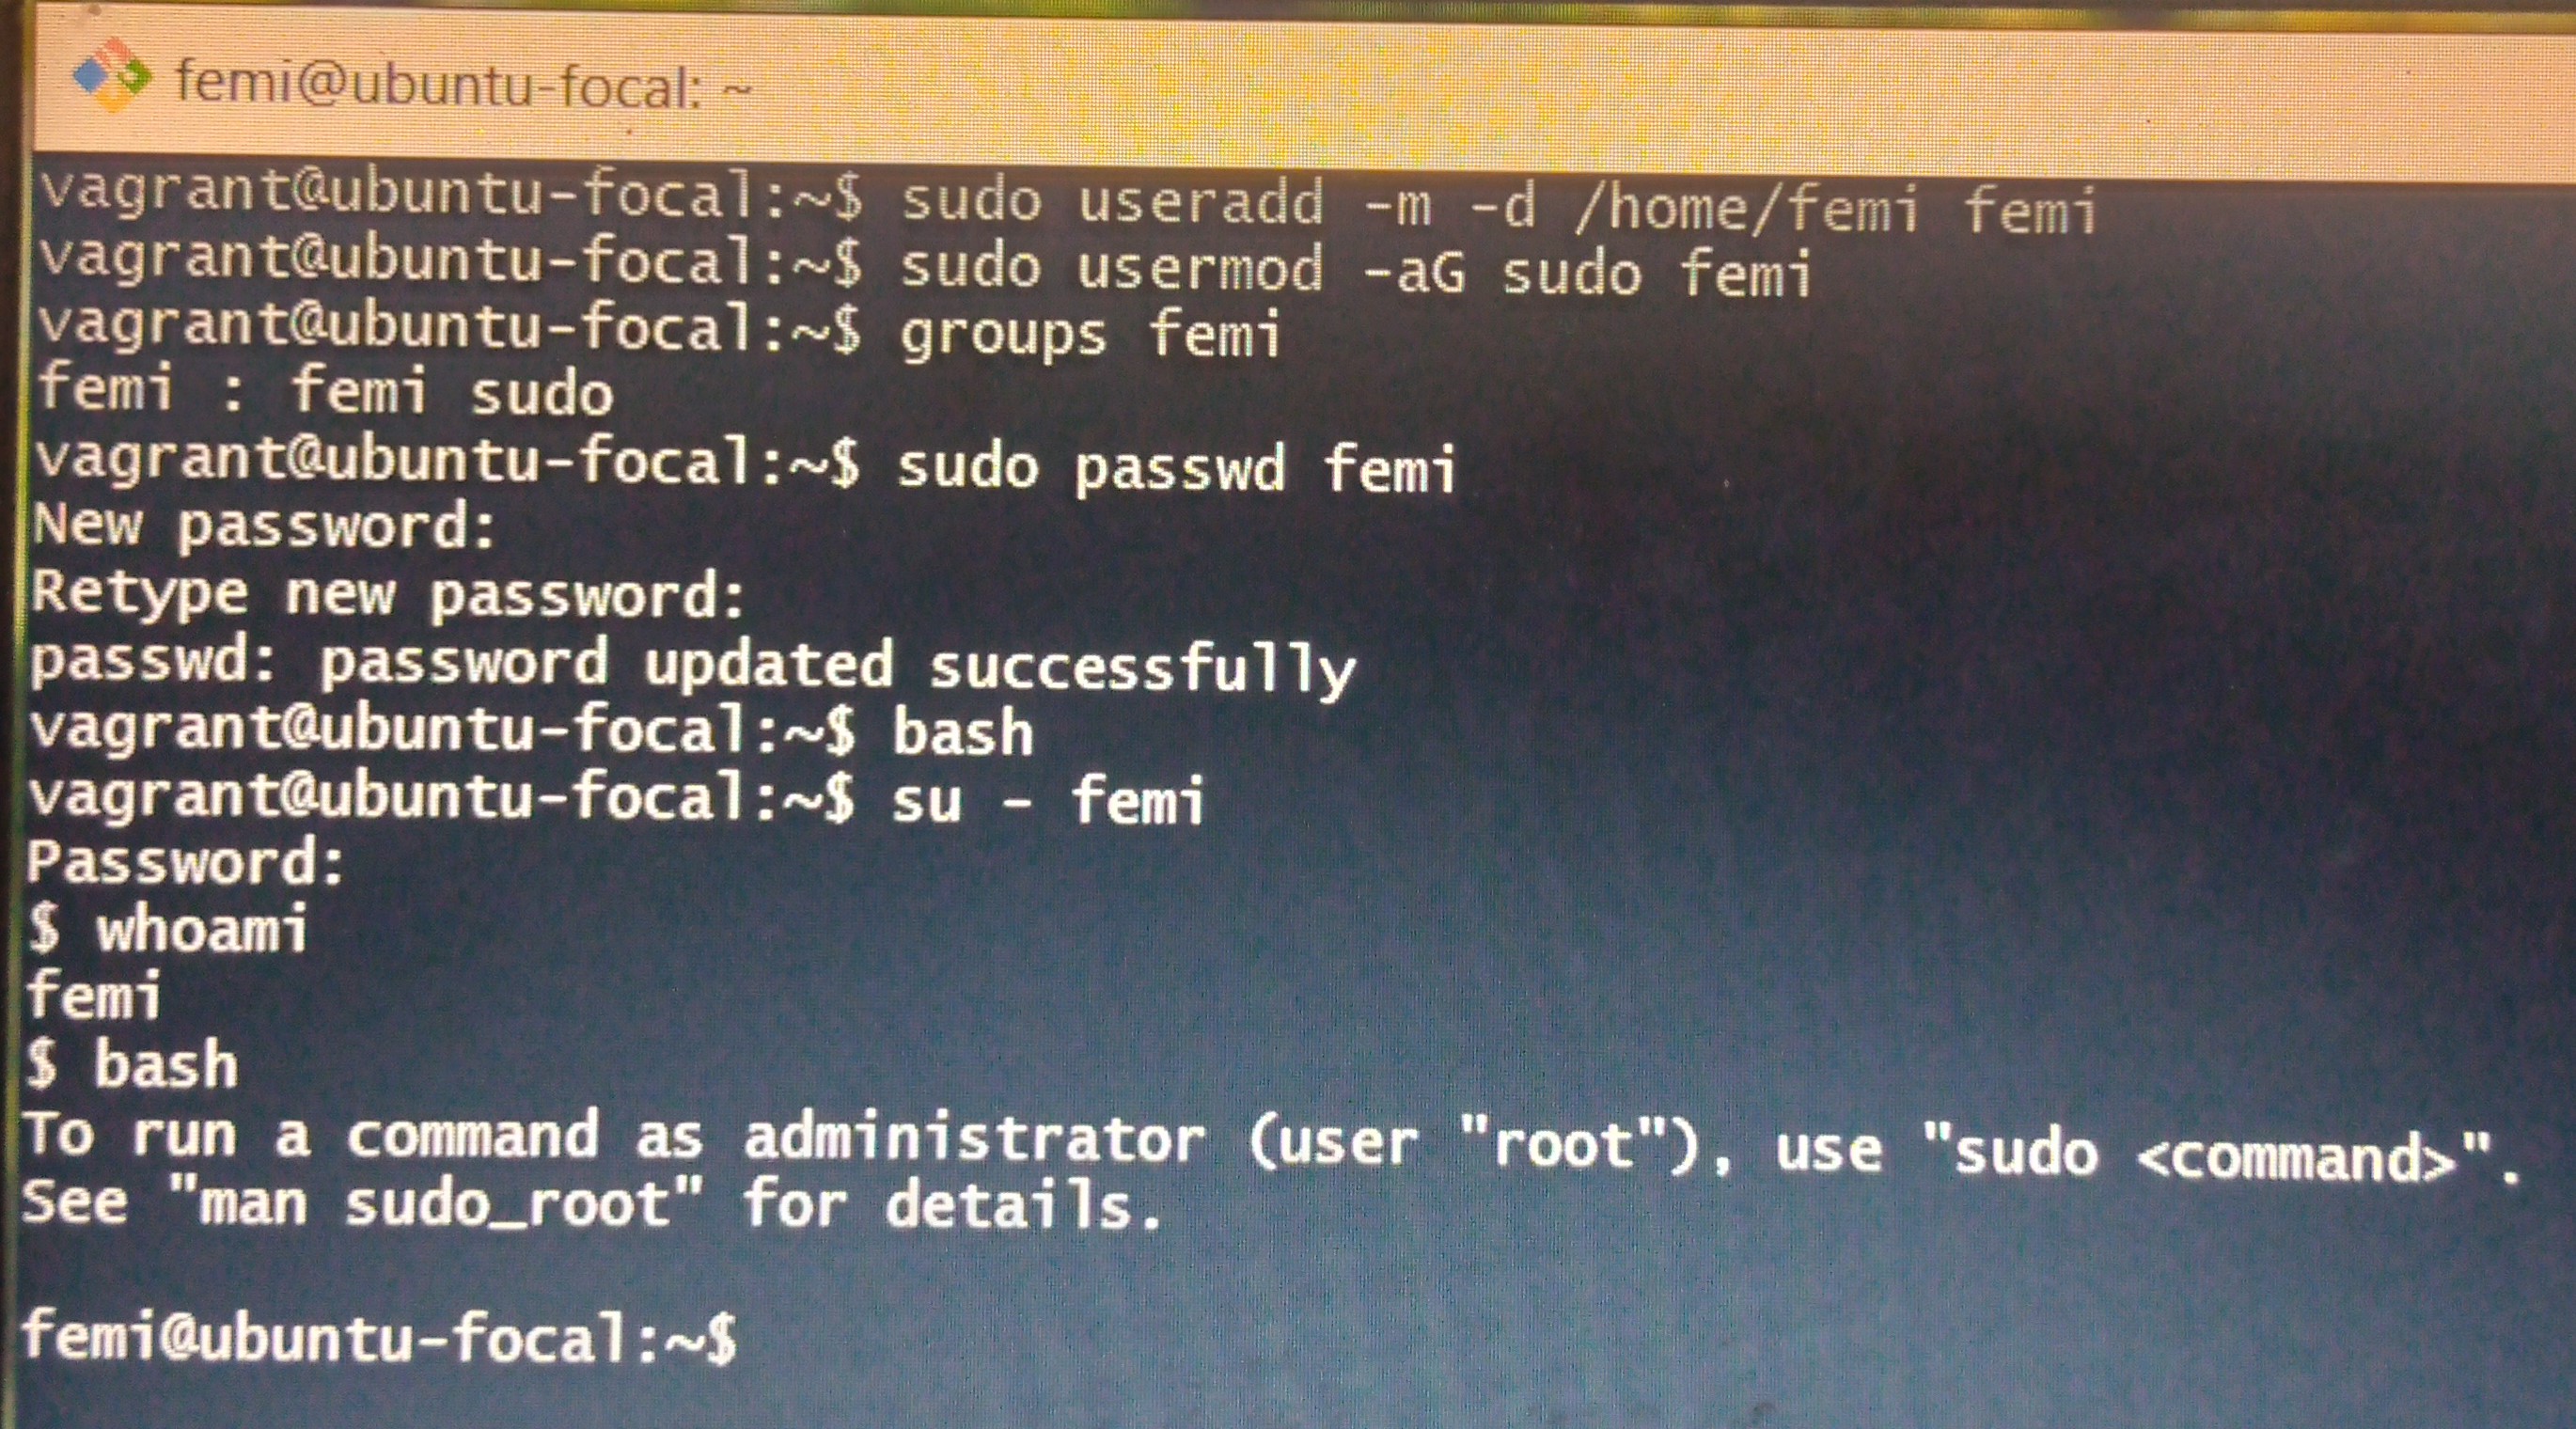 femi@ubuntu-focal: ~
vagrant@ubuntu-focal:~$ sudo useradd -m -d /home/femi femi
vagrant@ubuntu-focal:~$ sudo usermod -aG sudo femi
vagrant@ubuntu-focal:~$ groups femi
femi : femi sudo
vagrant@ubuntu-focal:~$ sudo passwd femi
New password:
Retype new password:
passwd: password updated successfully
vagrant@ubuntu-focal:~$ bash
vagrant@ubuntu-focal:~$ su - femi
Password:
$ whoami
femi
$ bash
To run a command as administrator (user "root"), use "sudo <command>".
See "man sudo_root" for details.
femi@ubuntu-focal:~$